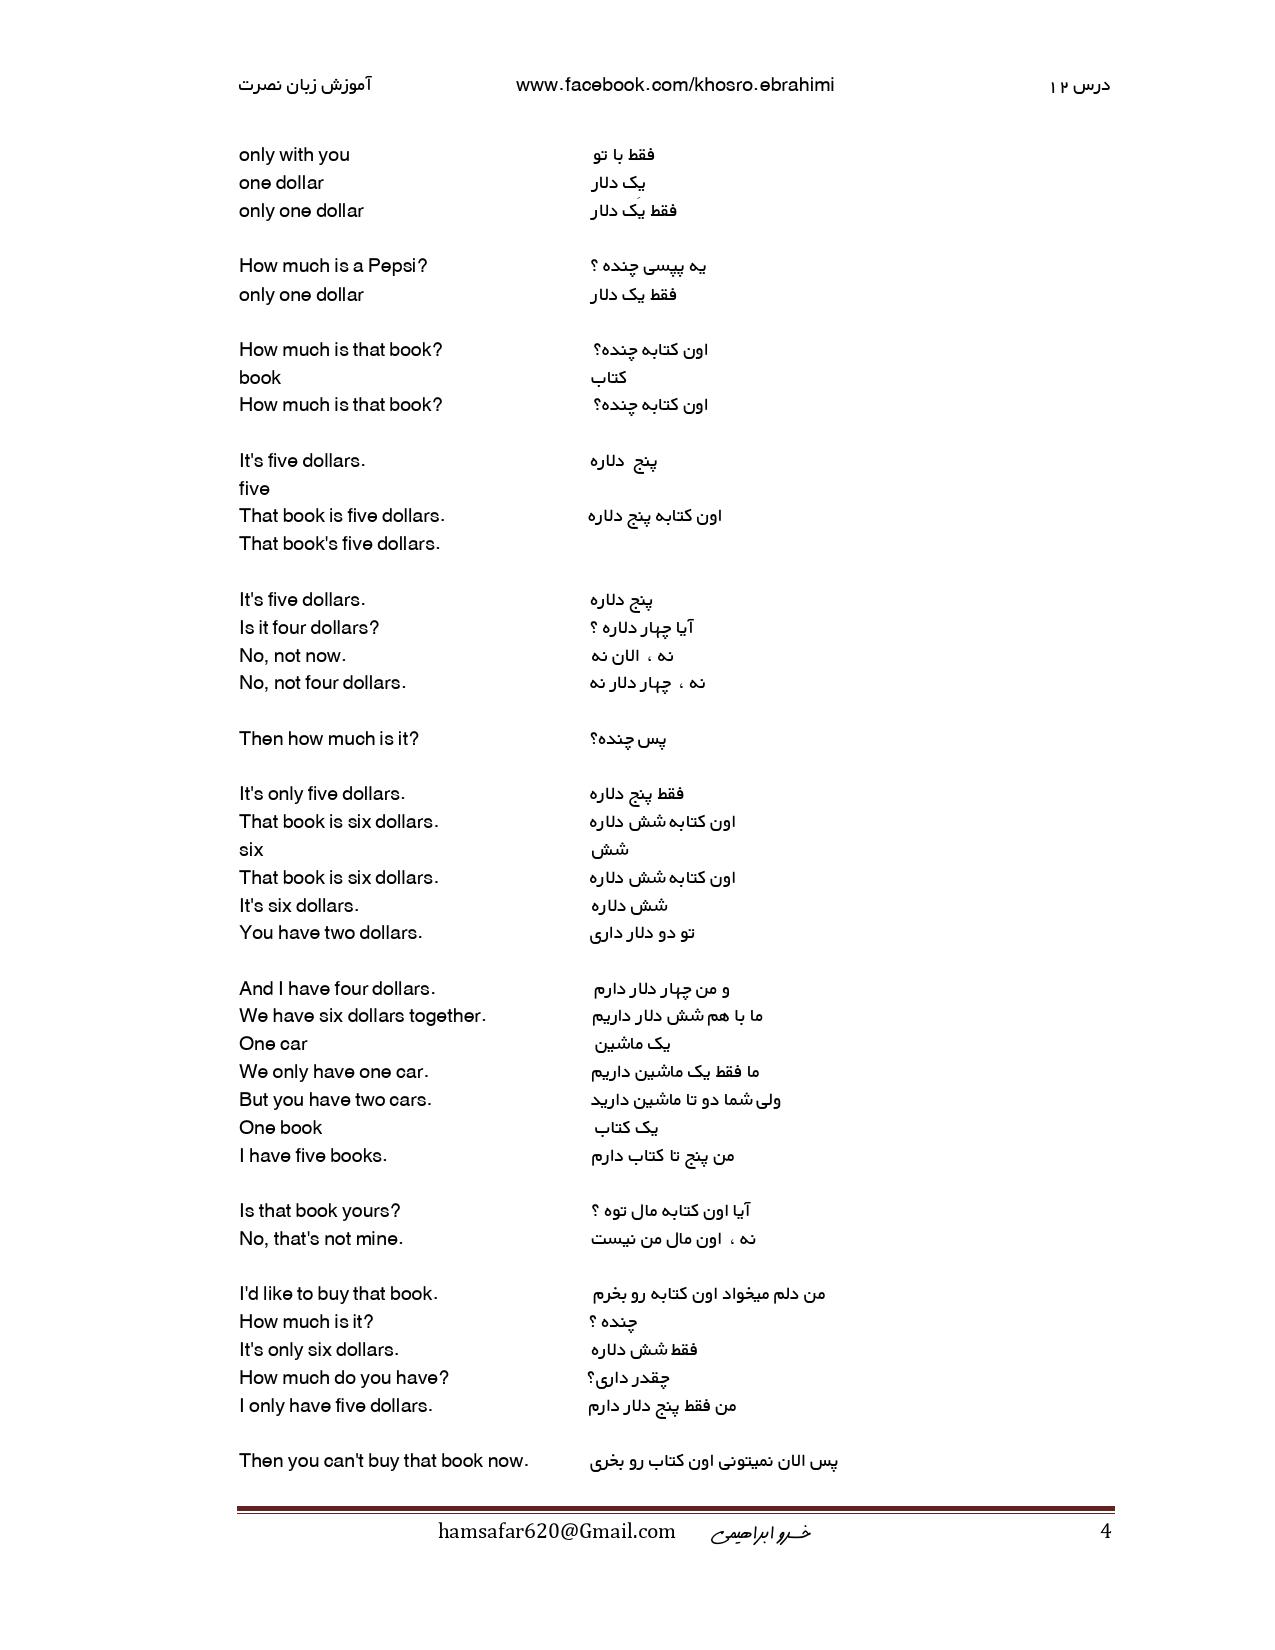 آموزش زبان نصرت www.facebook.com/khosro.ebrahimi درس ۱۲
only with you فقط با تو
one dollar یک دلار
only one dollar فقط یک دلار
How much is a Pepsi? یه پپسی چنده ؟
only one dollar فقط یک دلار
How much is that book? اون کتابه چنده؟
book کتاب
How much is that book? اون کتابه چنده؟
It's five dollars. پنج دلاره
five
That book is five dollars. اون کتابه پنج دلاره
That book's five dollars.
It's five dollars. پنج دلاره
Is it four dollars? آیا چهار دلاره ؟
No, not now. نه ، الان نه
No, not four dollars. نه ، چهار دلار نه
Then how much is it? پس چنده؟
It's only five dollars. فقط پنج دلاره
That book is six dollars. اون کتابه شش دلاره
six شش
That book is six dollars. اون کتابه شش دلاره
It's six dollars. شش دلاره
You have two dollars. تو دو دلار داری
And I have four dollars. و من چهار دلار دارم
We have six dollars together. ما با هم شش دلار داریم
One car یک ماشین
We only have one car. ما فقط یک ماشین داریم
But you have two cars. ولی شما دو تا ماشین دارید
One book یک کتاب
I have five books. من پنج تا کتاب دارم
Is that book yours? آیا اون کتابه مال توه ؟
No, that's not mine. نه ، اون مال من نیست
I'd like to buy that book. من دلم میخواد اون کتابه رو بخرم
How much is it? چنده ؟
It's only six dollars. فقط شش دلاره
How much do you have? چقدر داری؟
I only have five dollars. من فقط پنج دلار دارم
Then you can't buy that book now. پس الان نمیتونی اون کتاب رو بخری
hamsafar620@Gmail.com خسرو ابراهیمی 4